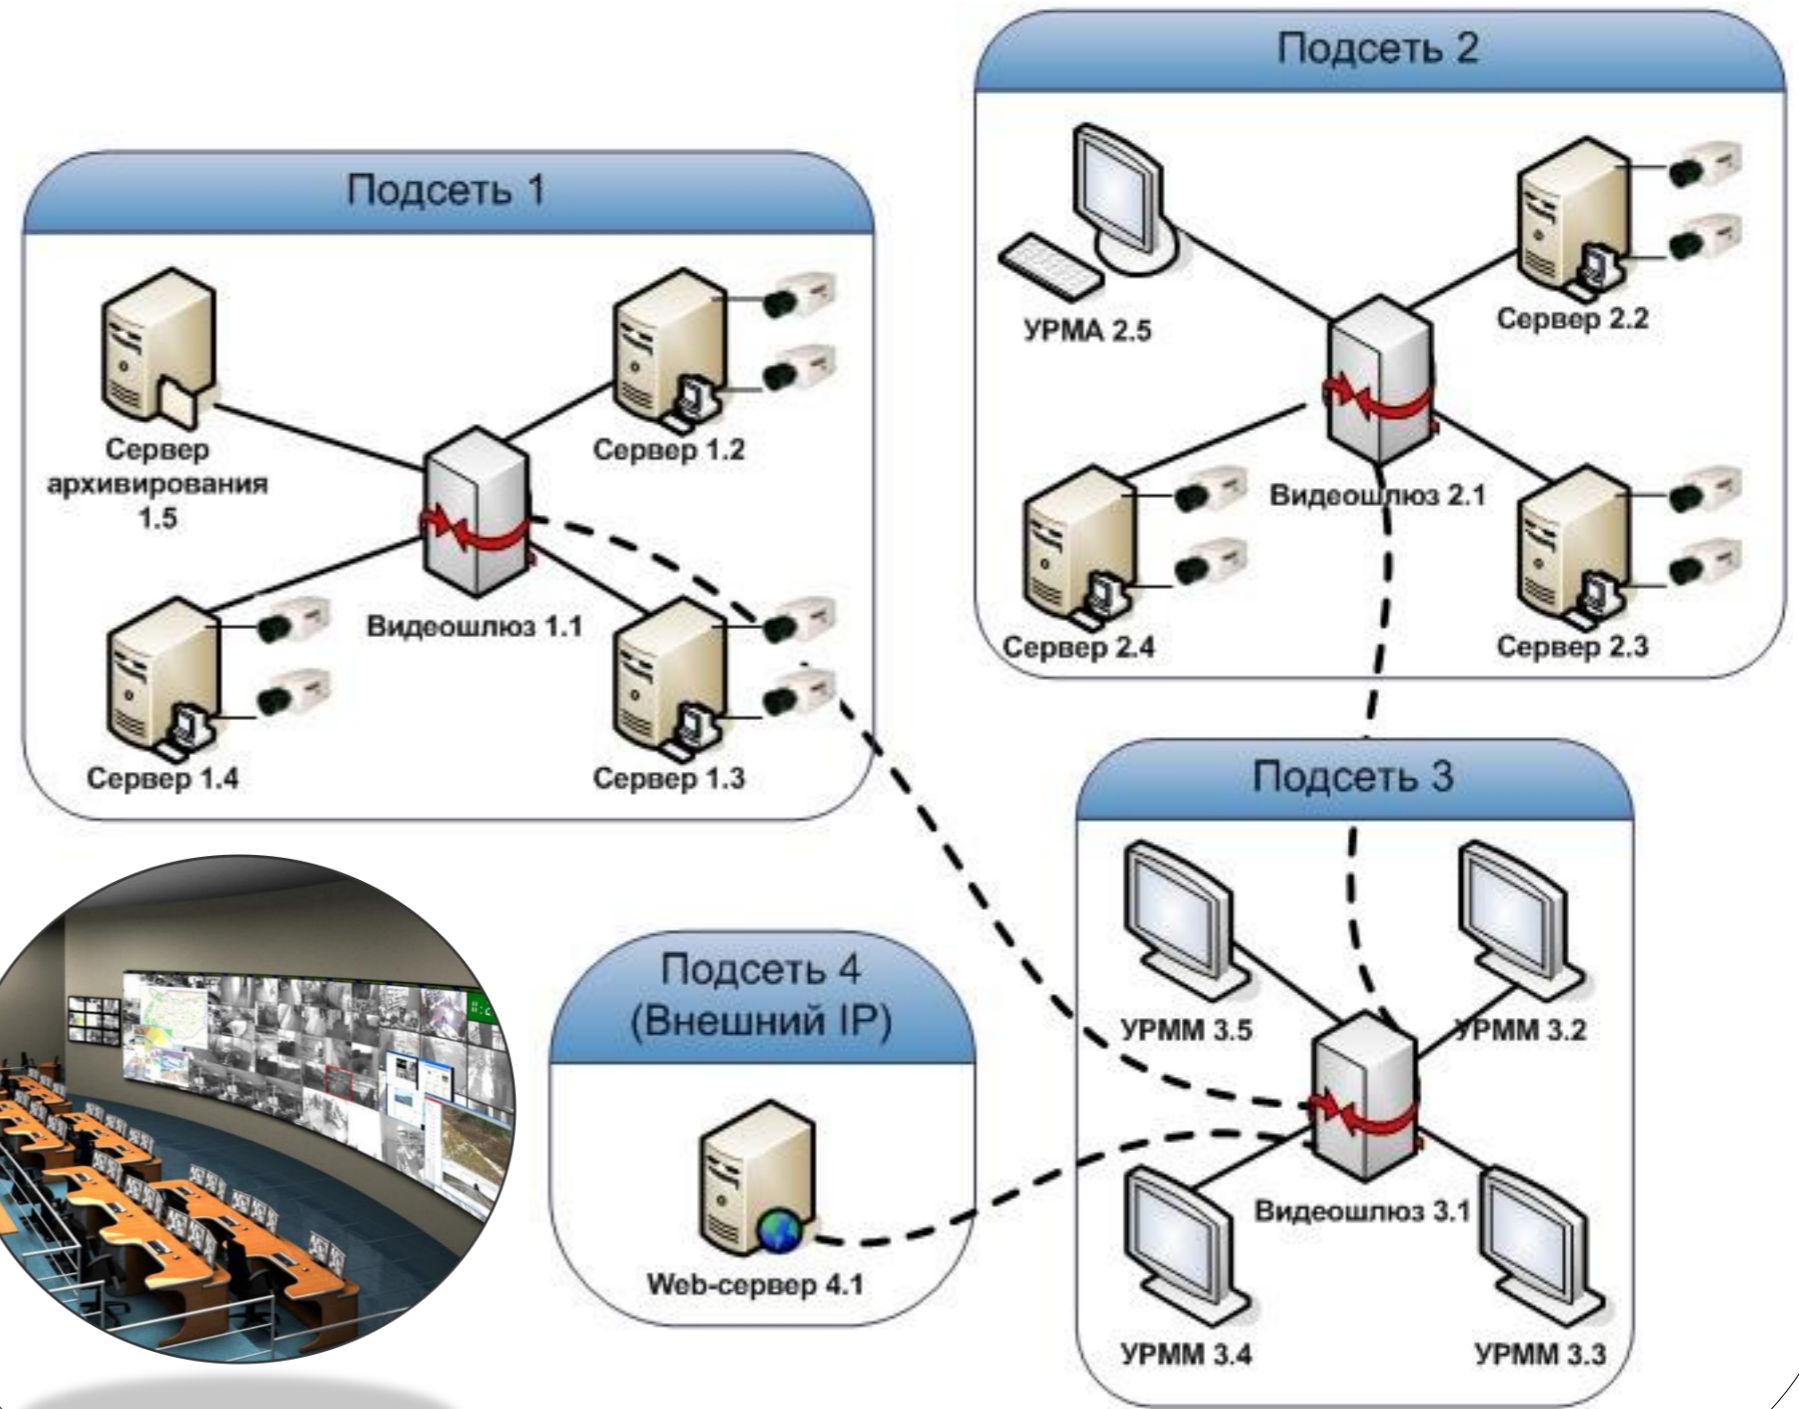 Подсеть 2
УРМА 2.5
Сервер 2.2
Видеошлюз 2.1
Сервер 2.4
Сервер 2.3
Подсеть 1
Сервер
архивирования
1.5
Сервер 1.2
Видеошлюз 1.1
Сервер 1.4
Сервер 1.3
Подсеть 3
УРММ 3.5
УРММ 3.2
Видеошлюз 3.1
УРММ 3.4
УРММ 3.3
Подсеть 4
(Внешний IP)
Web-сервер 4.1